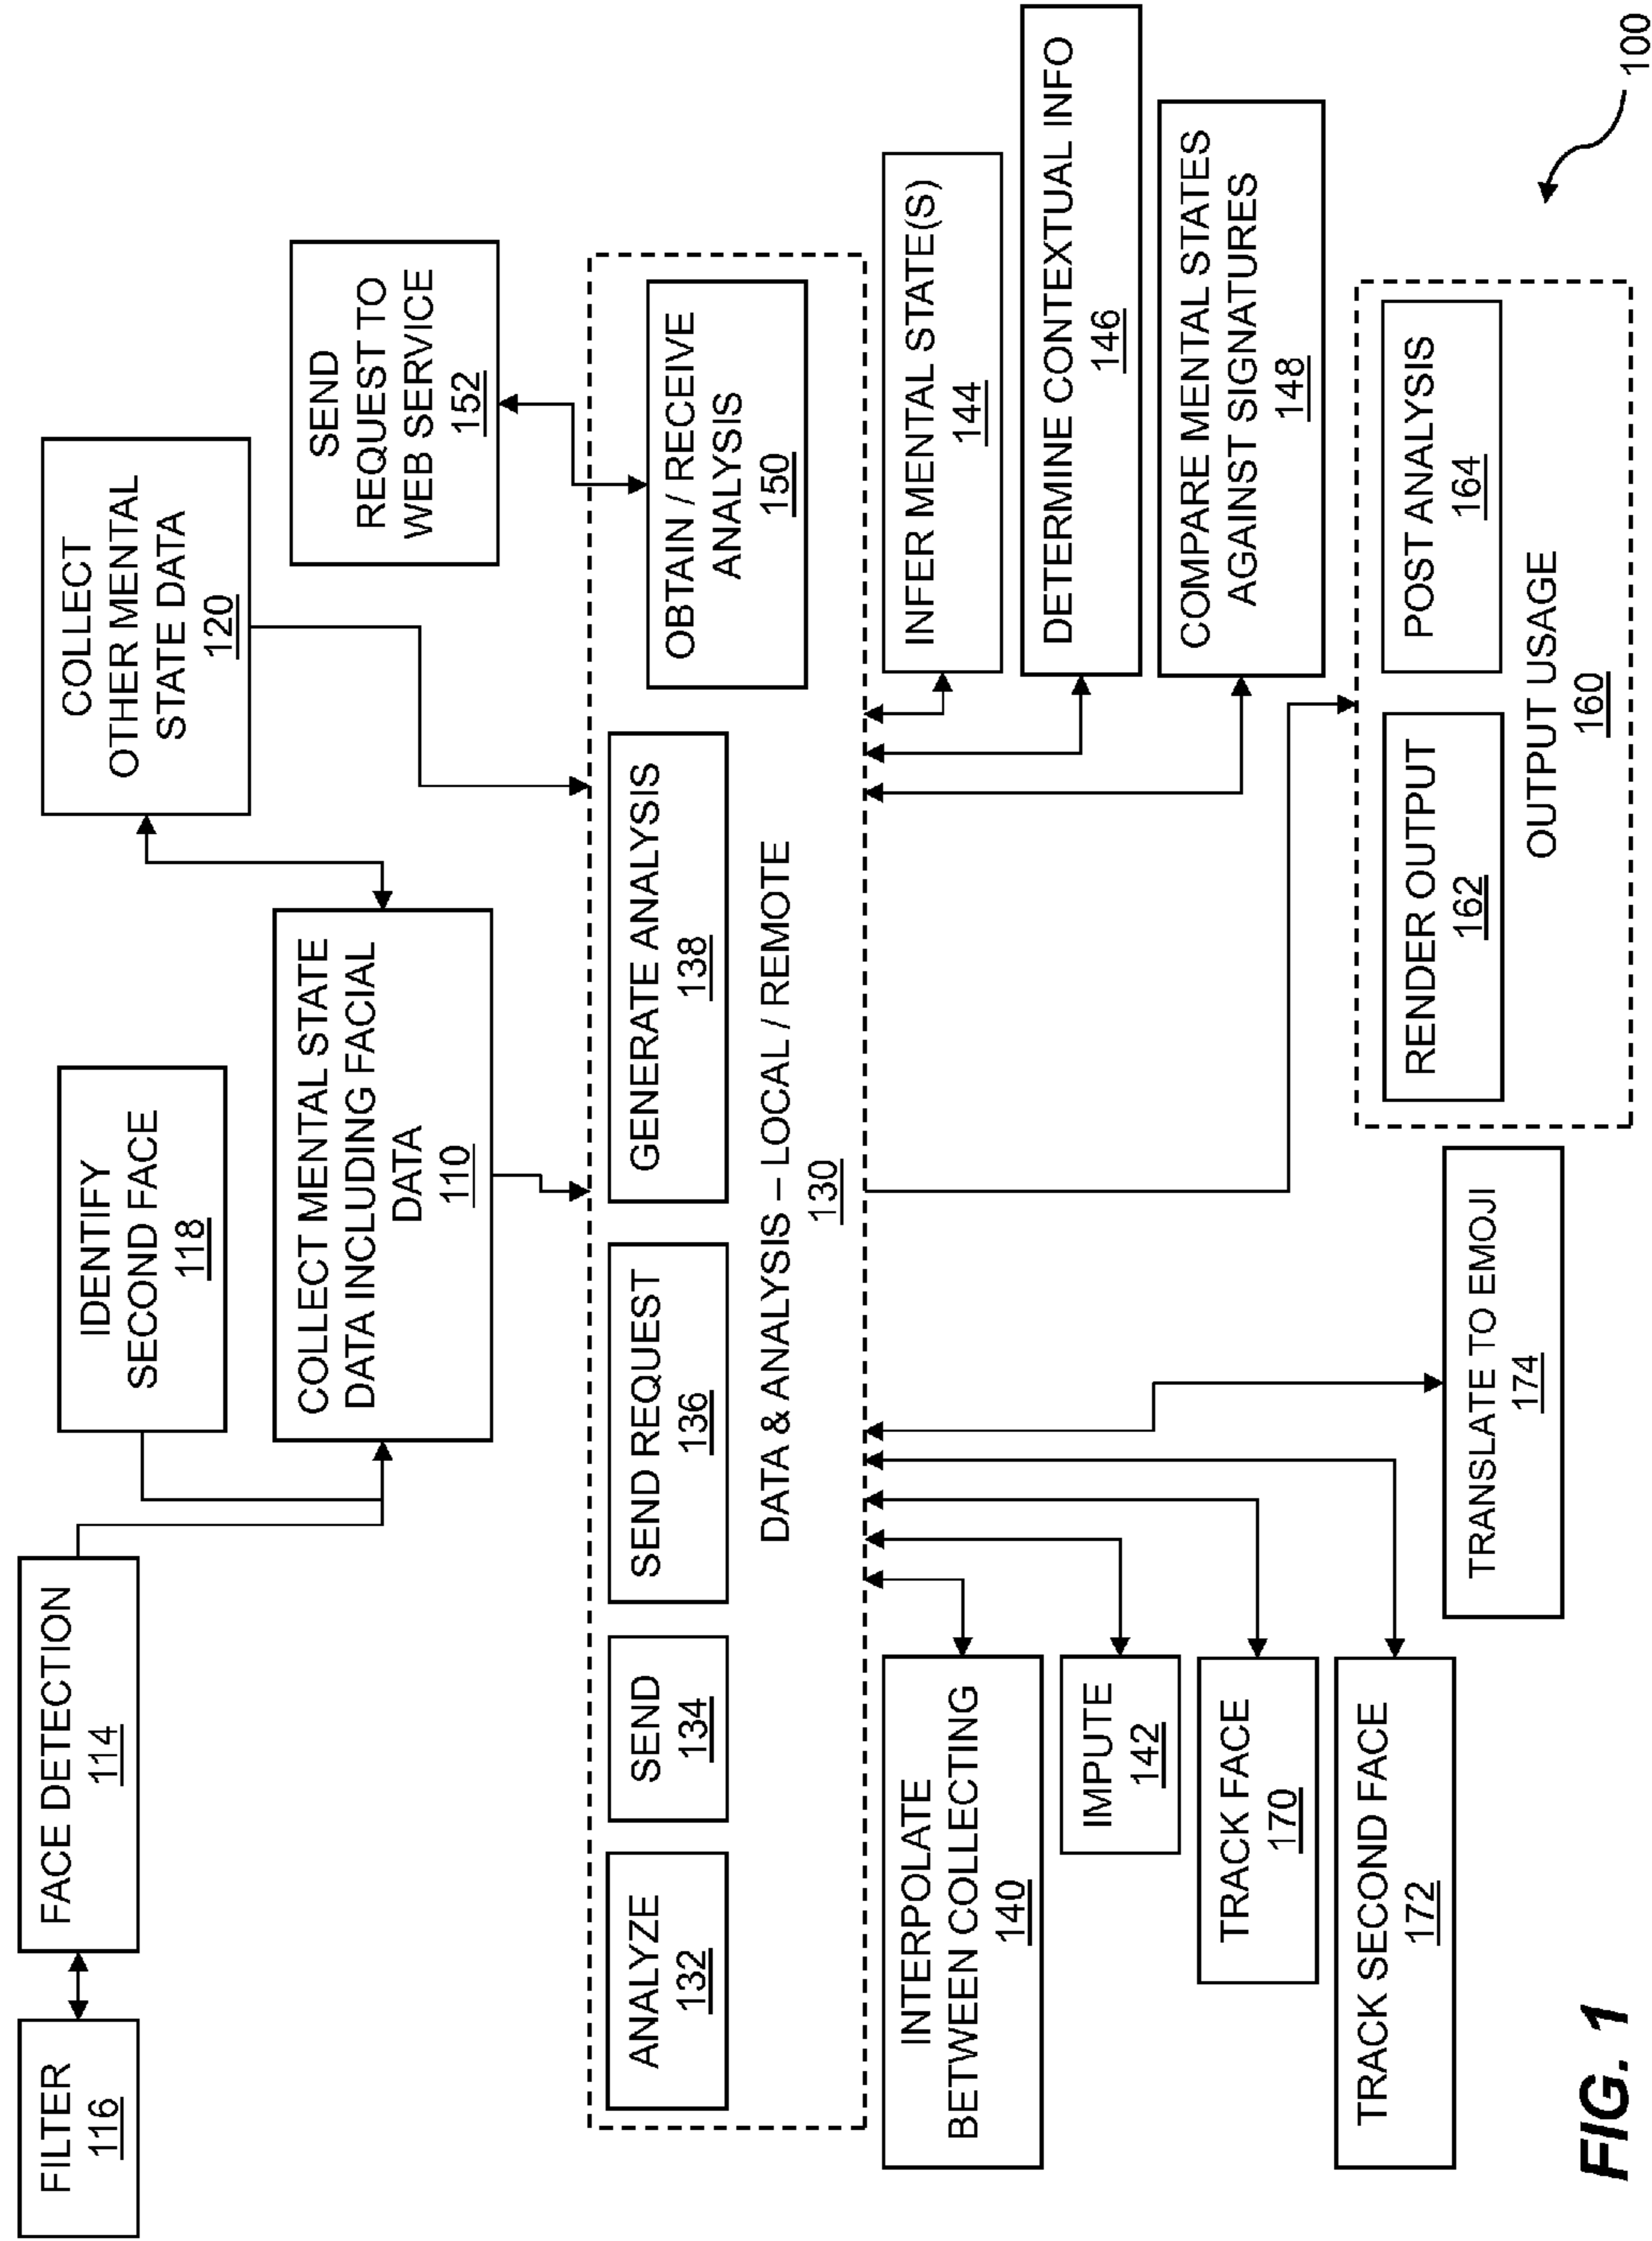 FILTER
116
FACE DETECTION
114
IDENTIFY
SECOND FACE
118
COLLECT
OTHER MENTAL
STATE DATA
120
COLLECT MENTAL STATE
DATA INCLUDING FACIAL
DATA
110
SEND
REQUEST TO
WEB SERVICE
152
ANALYZE
132
SEND
134
SEND REQUEST
136
GENERATE ANALYSIS
138
OBTAIN / RECEIVE
ANALYSIS
150
DATA & ANALYSIS – LOCAL / REMOTE
130
INTERPOLATE
BETWEEN COLLECTING
140
IMPUTE
142
TRACK FACE
170
TRACK SECOND FACE
172
TRANSLATE TO EMOJI
174
INFER MENTAL STATE(S)
144
DETERMINE CONTEXTUAL INFO
146
COMPARE MENTAL STATES
AGAINST SIGNATURES
148
RENDER OUTPUT
162
POST ANALYSIS
164
OUTPUT USAGE
160
100
FIG. 1